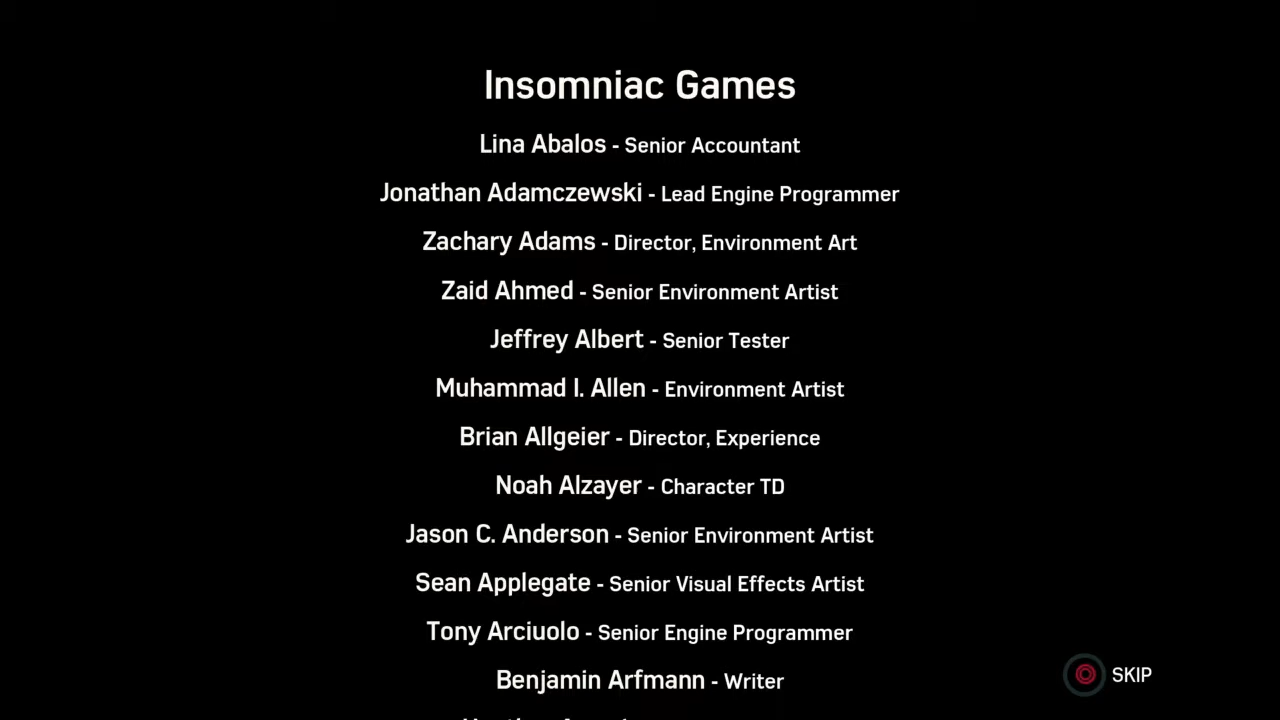 Insomniac Games
Lina Abalos - Senior Accountant
Jonathan Adamczewski - Lead Engine Programmer
Zachary Adams - Director, Environment Art
Zaid Ahmed - Senior Environment Artist
Jeffrey Albert - Senior Tester
Muhammad I. Allen - Environment Artist
Brian Allgeier - Director, Experience
Noah Alzayer - Character TD
Jason C. Anderson - Senior Environment Artist
Sean Applegate - Senior Visual Effects Artist
Tony Arciuolo - Senior Engine Programmer
Benjamin Arfmann - Writer
SKIP